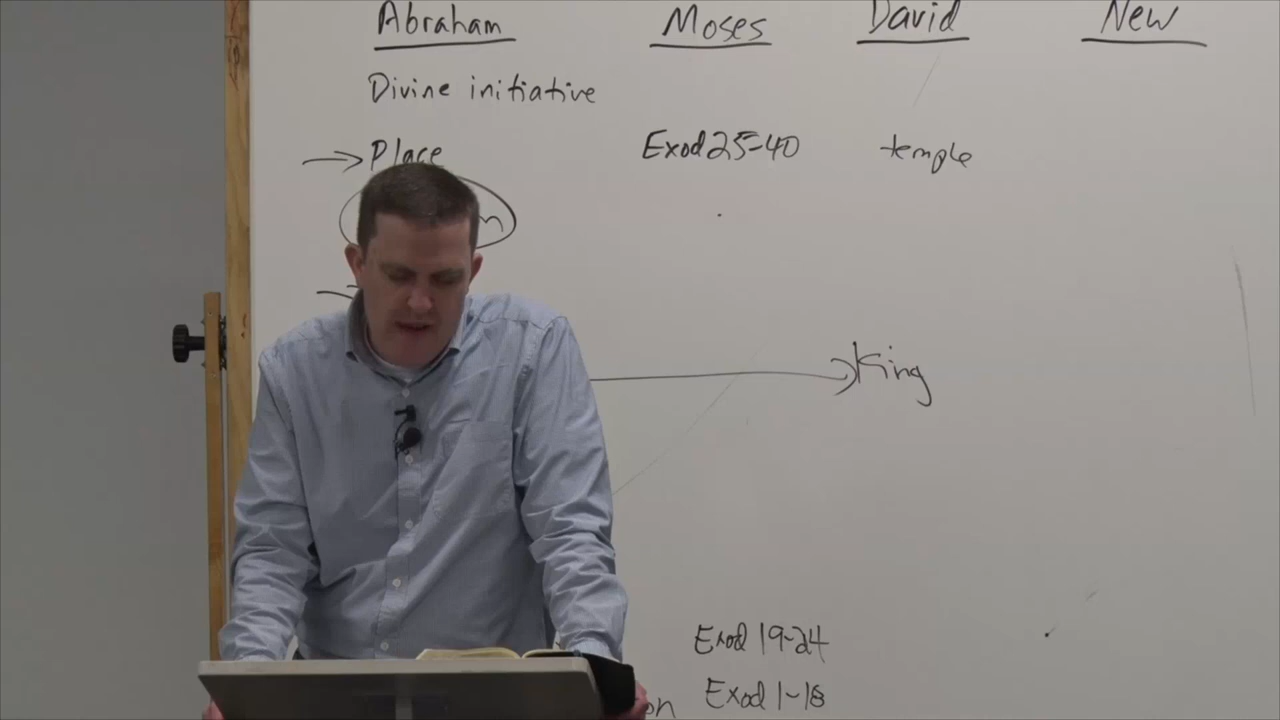 Abraham Moses David New
Divine initiative
→ Place Exod 25-40 temple
King
Exod 19-24
Exod 1-18